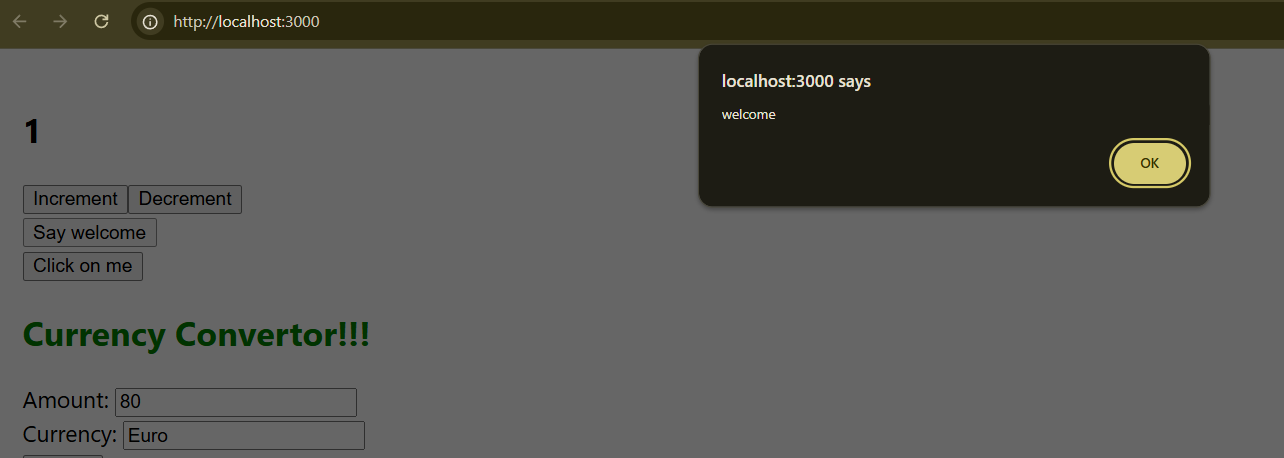 http://localhost:3000
localhost:3000 says
welcome
OK
1
Increment Decrement
Say welcome
Click on me
Currency Convertor!!!
Amount: 80
Currency: Euro